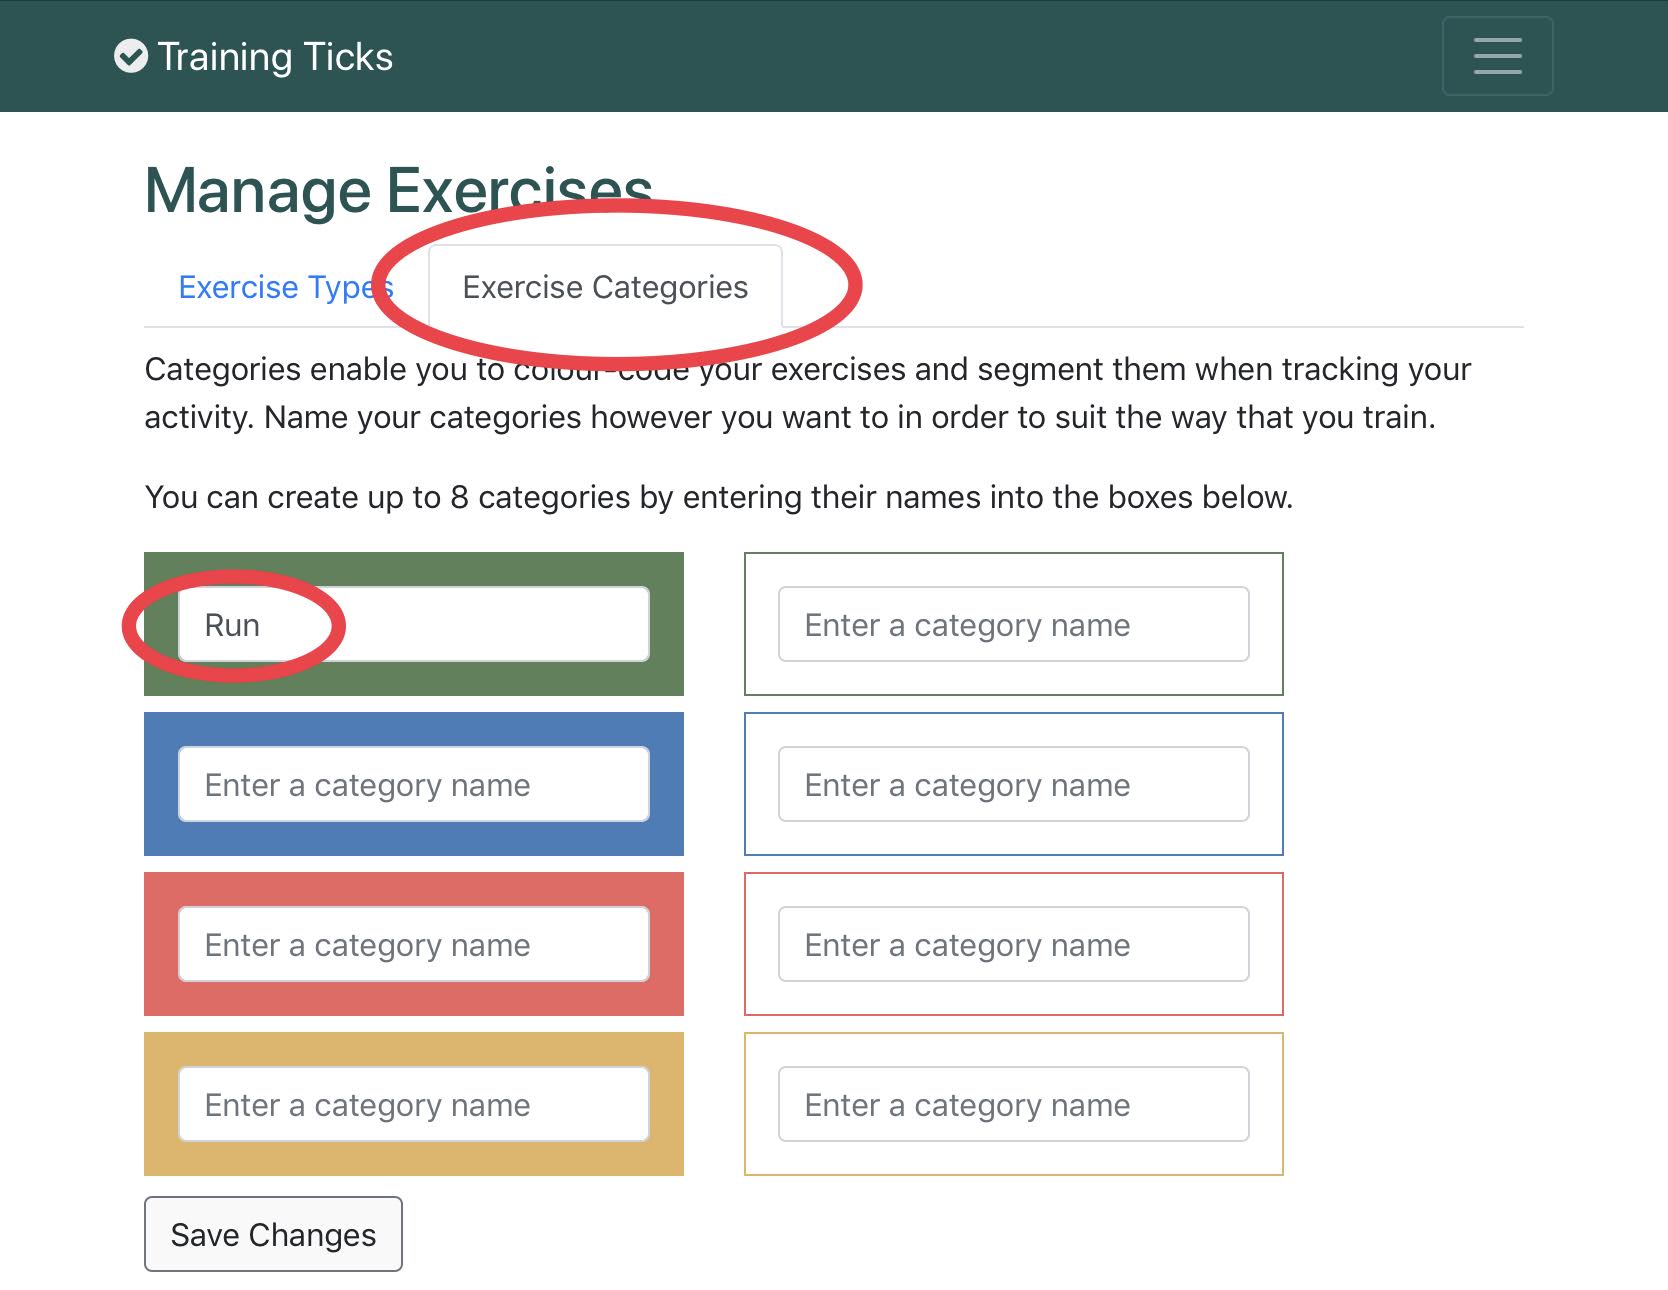 Training Ticks
Manage Exercises
Exercise Types
Exercise Categories
Categories enable you to colour-code your exercises and segment them when tracking your
activity. Name your categories however you want to in order to suit the way that you train.
You can create up to 8 categories by entering their names into the boxes below.
Run
Enter a category name
Enter a category name
Enter a category name
Enter a category name
Enter a category name
Enter a category name
Enter a category name
Save Changes